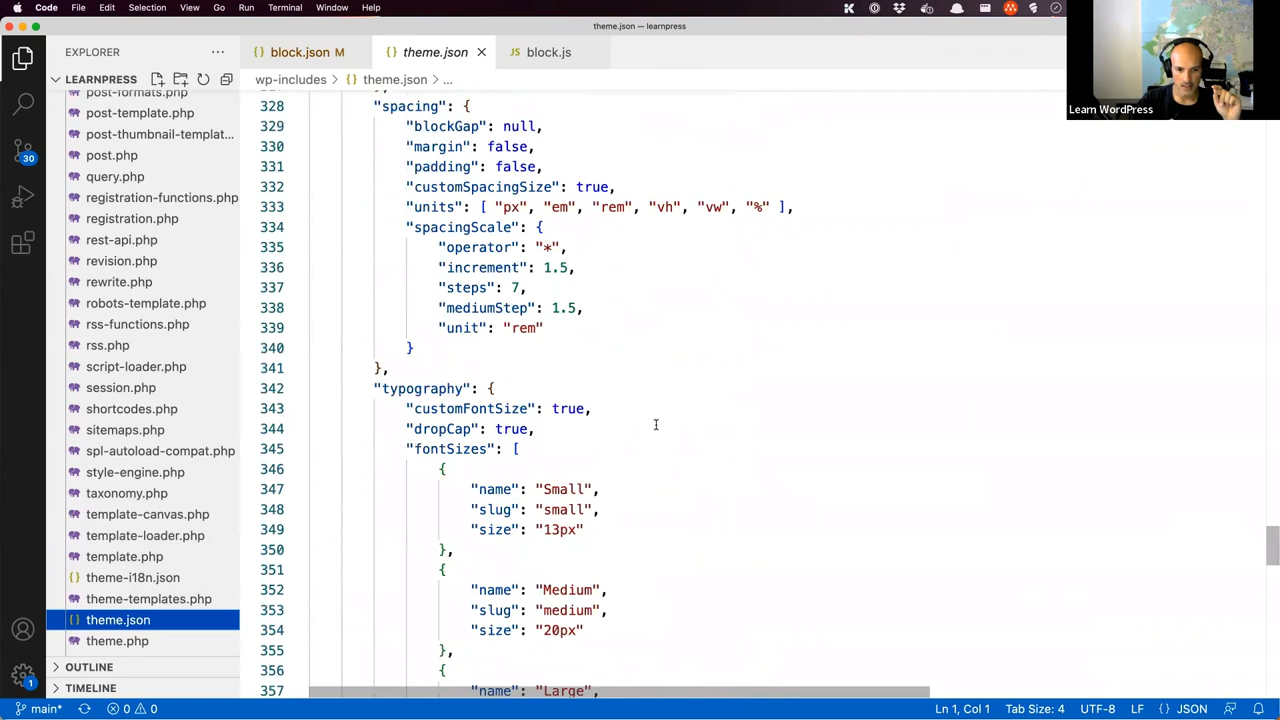 Code File Edit Selection View Go Run Terminal Window Help
theme.json — learnpress
EXPLORER
block.json M
theme.json
block.js
LEARNPRESS
wp-includes > theme.json > ...
post-formats.php
post-template.php
post-thumbnail-templat...
post.php
query.php
registration-functions.php
registration.php
rest-api.php
revision.php
rewrite.php
robots-template.php
rss-functions.php
rss.php
script-loader.php
session.php
shortcodes.php
sitemaps.php
spl-autoload-compat.php
style-engine.php
taxonomy.php
template-canvas.php
template-loader.php
template.php
theme-i18n.json
theme-templates.php
theme.json
theme.php
OUTLINE
TIMELINE
30
1
328 "spacing": {
329 "blockGap": null,
330 "margin": false,
331 "padding": false,
332 "customSpacingSize": true,
333 "units": [ "px", "em", "rem", "vh", "vw", "%" ],
334 "spacingScale": {
335 "operator": "*",
336 "increment": 1.5,
337 "steps": 7,
338 "mediumStep": 1.5,
339 "unit": "rem"
340 }
341 },
342 "typography": {
343 "customFontSize": true,
344 "dropCap": true,
345 "fontSizes": [
346 {
347 "name": "Small",
348 "slug": "small",
349 "size": "13px"
350 },
351 {
352 "name": "Medium",
353 "slug": "medium",
354 "size": "20px"
355 },
356 {
357 "name": "Large",
Learn WordPress
main* 0 0
Ln 1, Col 1 Tab Size: 4 UTF-8 LF {} JSON